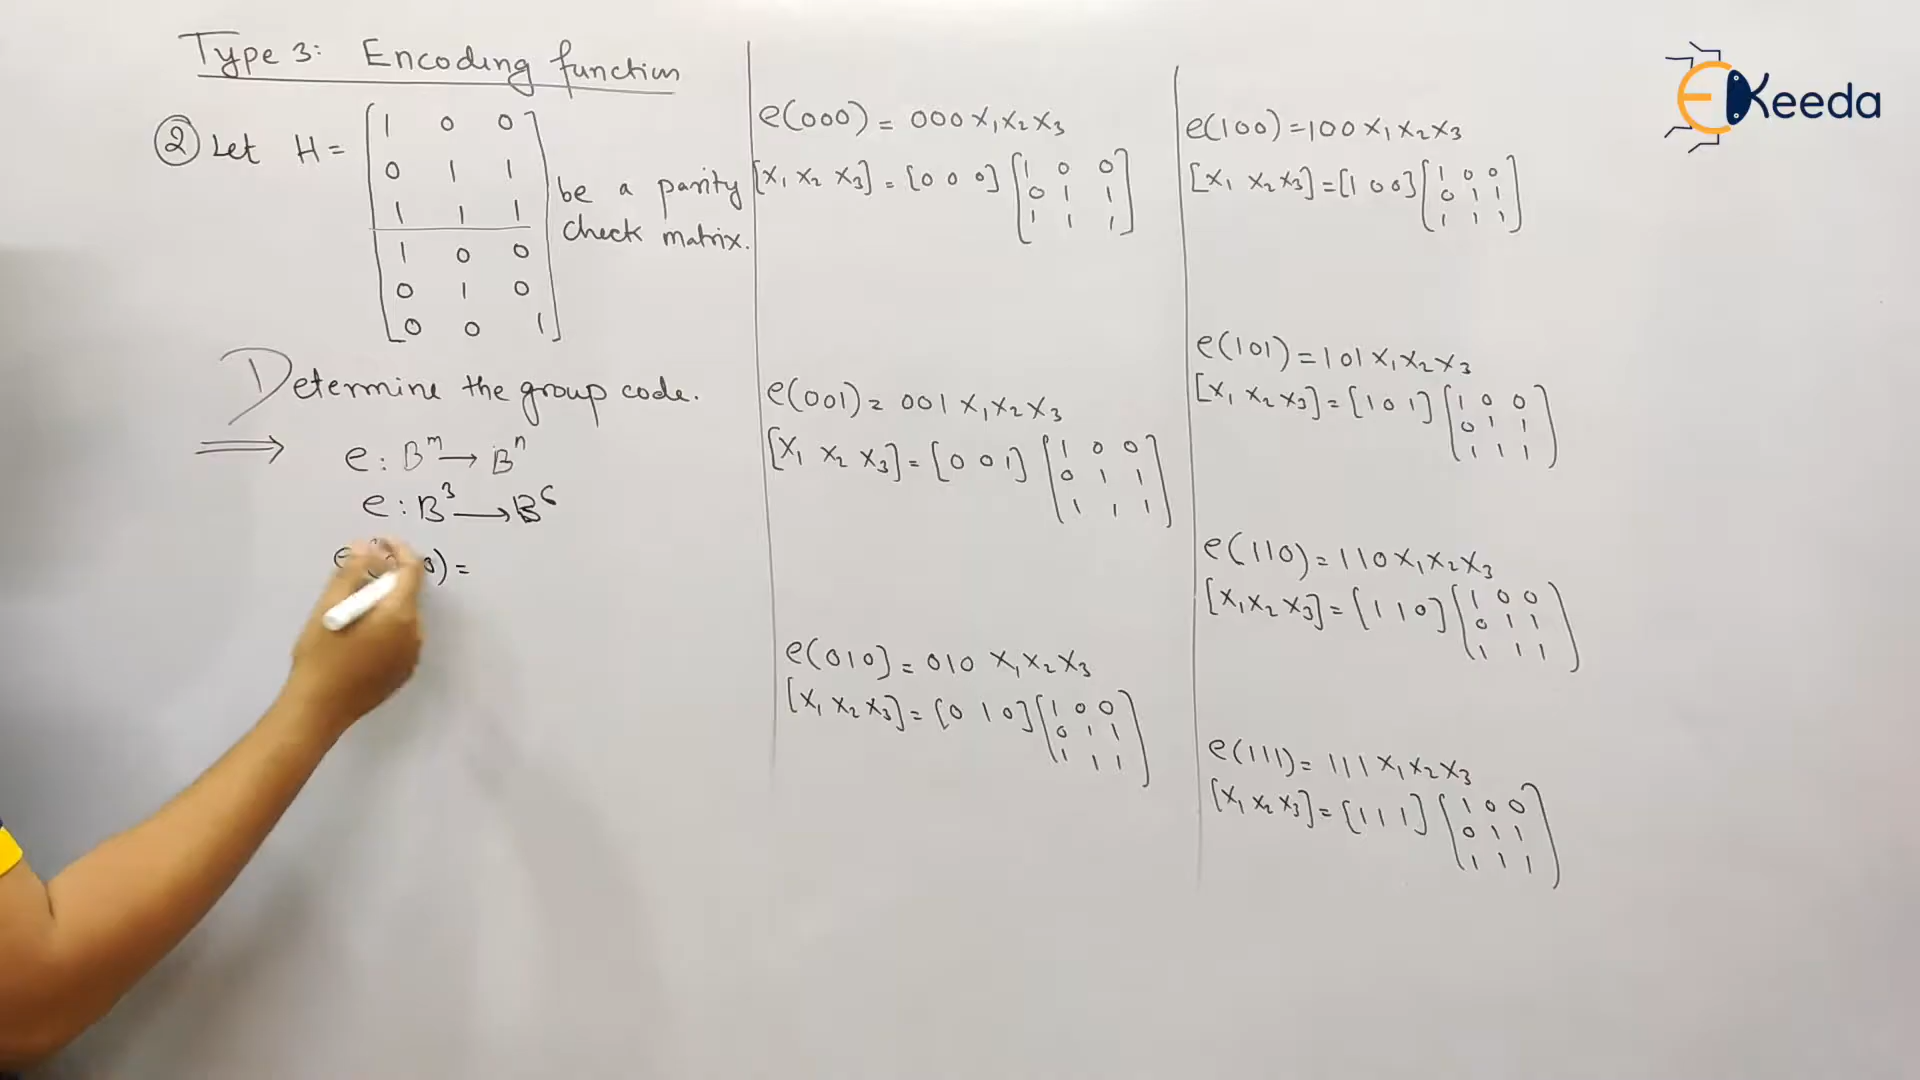 Type 3: Encoding function
② Let H = [1 0 0
0 1 1
1 1 1
1 0 0
0 1 0
0 0 1]
be a parity
check matrix.
Determine the group code.
⇒ e : Bᵐ → Bⁿ
e : B³ → B⁶
0) =
e(000) = 000 x₁x₂x₃
[x₁ x₂ x₃] = [0 0 0] [1 0 0
0 1 1
1 1 1]
e(001) = 001 x₁x₂x₃
[x₁ x₂ x₃] = [0 0 1] [1 0 0
0 1 1
1 1 1]
e(010) = 010 x₁x₂x₃
[x₁ x₂ x₃] = [0 1 0] [1 0 0
0 1 1
1 1 1]
e(100) = 100 x₁x₂x₃
[x₁ x₂ x₃] = [1 0 0] [1 0 0
0 1 1
1 1 1]
e(101) = 101 x₁x₂x₃
[x₁ x₂ x₃] = [1 0 1] [1 0 0
0 1 1
1 1 1]
e(110) = 110 x₁x₂x₃
[x₁ x₂ x₃] = [1 1 0] [1 0 0
0 1 1
1 1 1]
e(111) = 111 x₁x₂x₃
[x₁ x₂ x₃] = [1 1 1] [1 0 0
0 1 1
1 1 1]
EKeeda